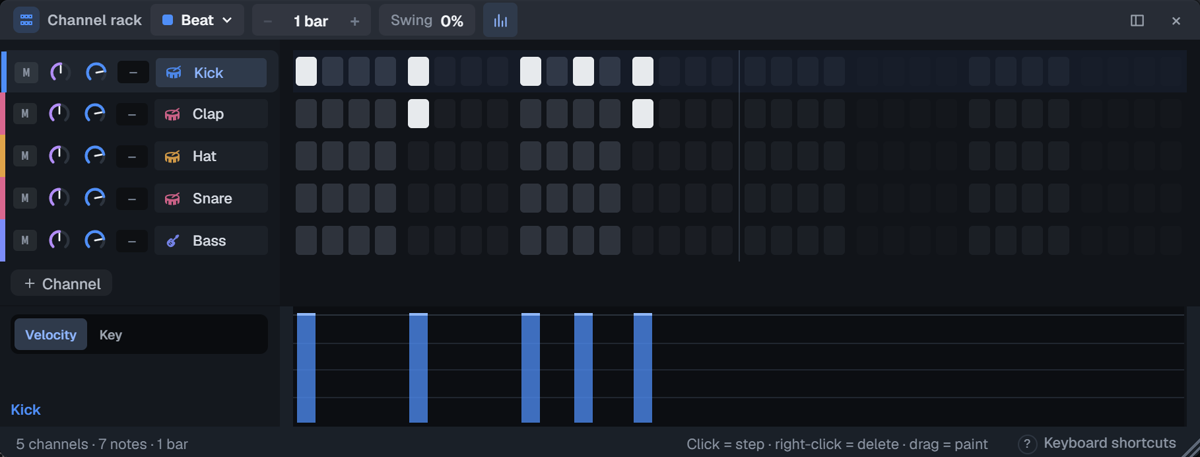 Channel rack Beat − 1 bar + Swing 0%
M – Kick
M – Clap
M – Hat
M – Snare
M – Bass
+ Channel
Velocity Key
Kick
5 channels · 7 notes · 1 bar Click = step · right-click = delete · drag = paint ? Keyboard shortcuts